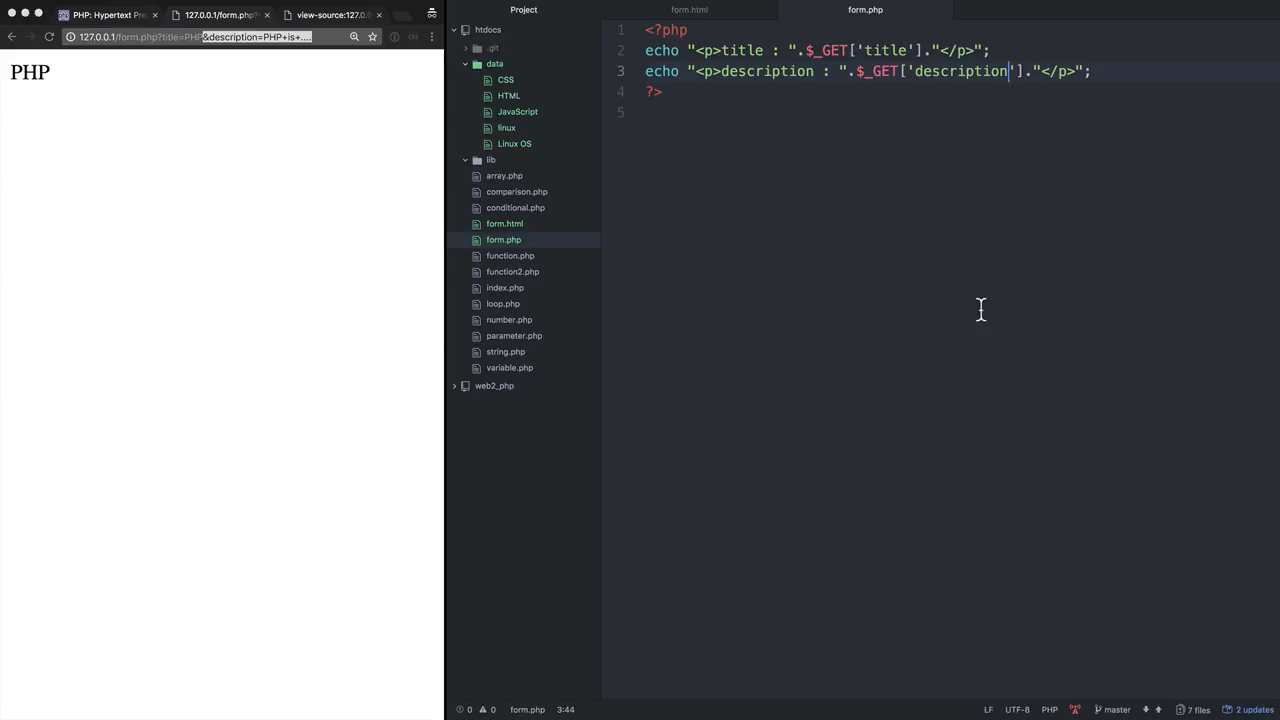 PHP: Hypertext Pre
127.0.0.1/form.php?
view-source:127.0.
127.0.0.1/form.php?title=PHP&description=PHP+is+....
PHP
Project
htdocs
.git
data
CSS
HTML
JavaScript
linux
Linux OS
lib
array.php
comparison.php
conditional.php
form.html
form.php
function.php
function2.php
index.php
loop.php
number.php
parameter.php
string.php
variable.php
web2_php
form.html
form.php
1 <?php
2 echo "<p>title : ".$_GET['title']."</p>";
3 echo "<p>description : ".$_GET['description']."</p>";
4 ?>
5
0 0 form.php 3:44
LF UTF-8 PHP master 7 files 2 updates